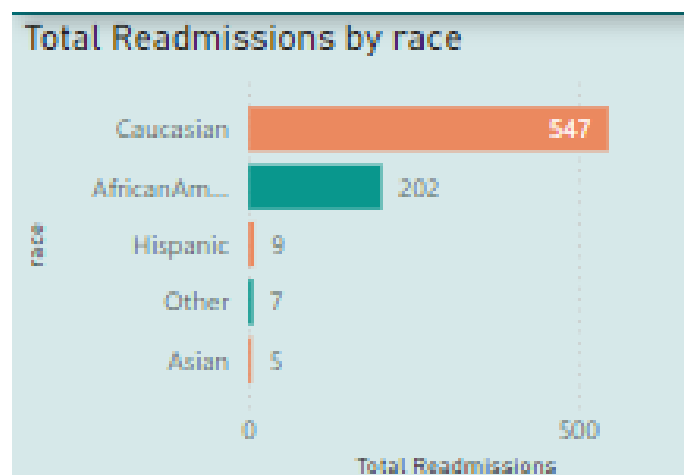 Total Readmissions by race
Caucasian 547
AfricanAm... 202
Hispanic 9
Other 7
Asian 5
race
0 500
Total Readmissions